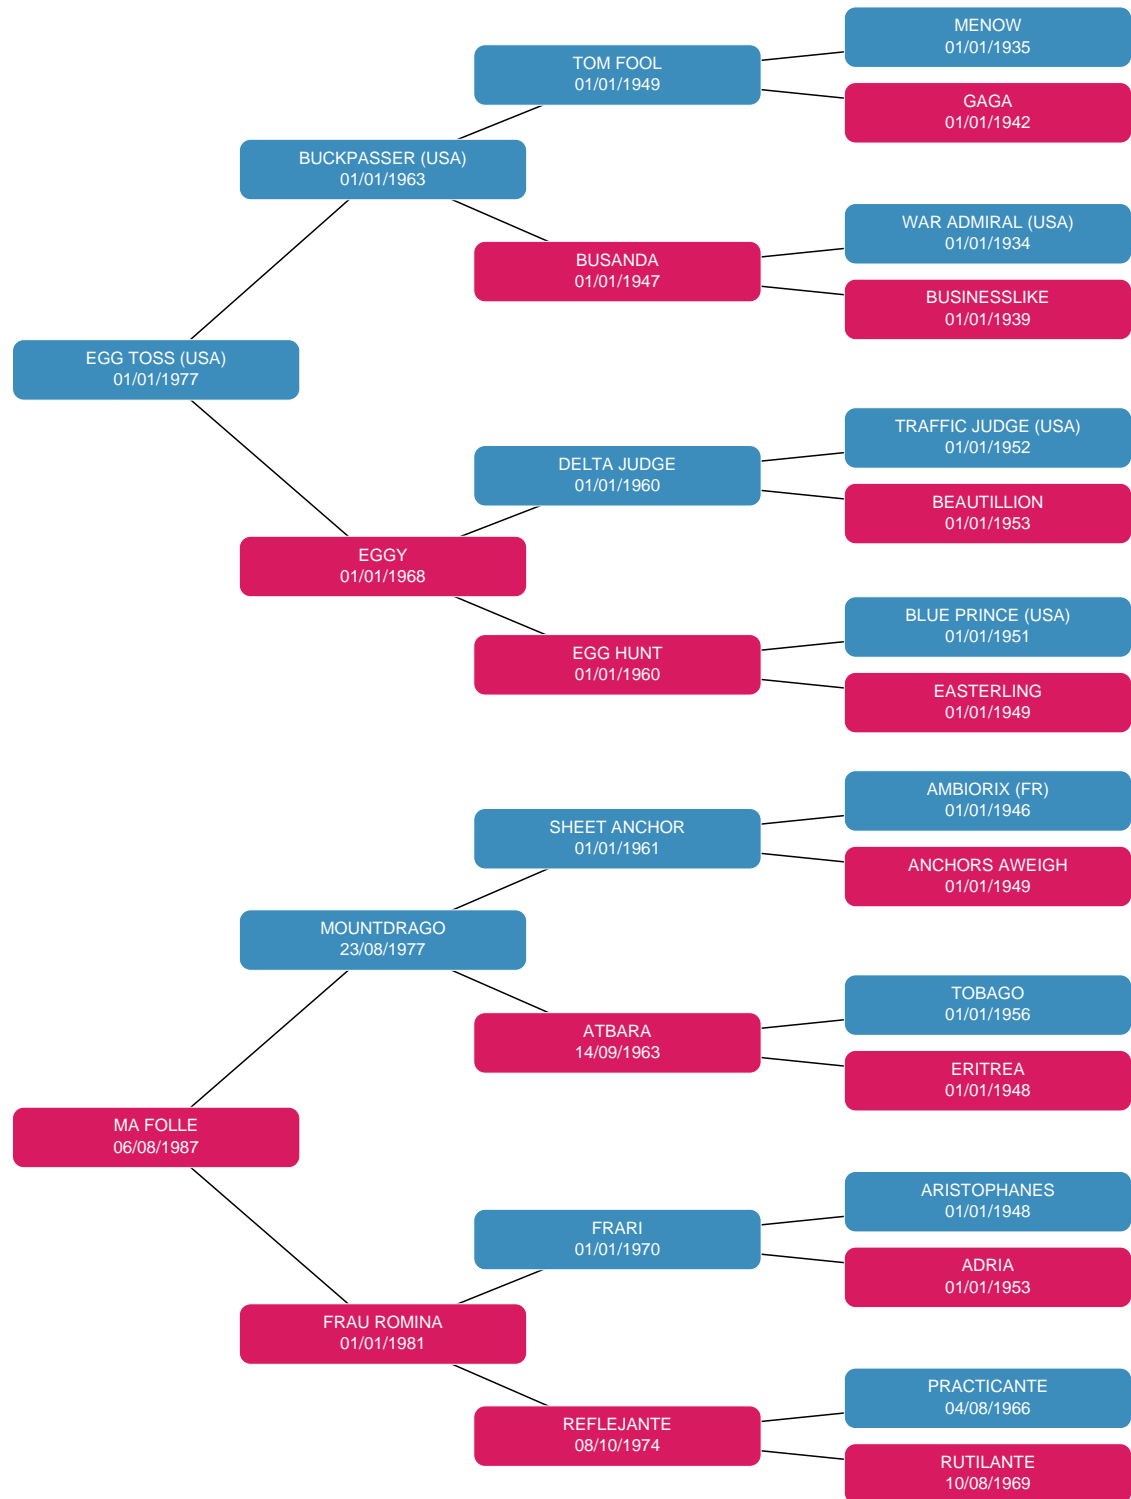 MENOW
01/01/1935
TOM FOOL
01/01/1949
GAGA
01/01/1942
BUCKPASSER (USA)
01/01/1963
WAR ADMIRAL (USA)
01/01/1934
BUSANDA
01/01/1947
BUSINESSLIKE
01/01/1939
EGG TOSS (USA)
01/01/1977
TRAFFIC JUDGE (USA)
01/01/1952
DELTA JUDGE
01/01/1960
BEAUTILLION
01/01/1953
EGGY
01/01/1968
BLUE PRINCE (USA)
01/01/1951
EGG HUNT
01/01/1960
EASTERLING
01/01/1949
AMBIORIX (FR)
01/01/1946
SHEET ANCHOR
01/01/1961
ANCHORS AWEIGH
01/01/1949
MOUNTDRAGO
23/08/1977
TOBAGO
01/01/1956
ATBARA
14/09/1963
ERITREA
01/01/1948
MA FOLLE
06/08/1987
ARISTOPHANES
01/01/1948
FRARI
01/01/1970
ADRIA
01/01/1953
FRAU ROMINA
01/01/1981
PRACTICANTE
04/08/1966
REFLEJANTE
08/10/1974
RUTILANTE
10/08/1969